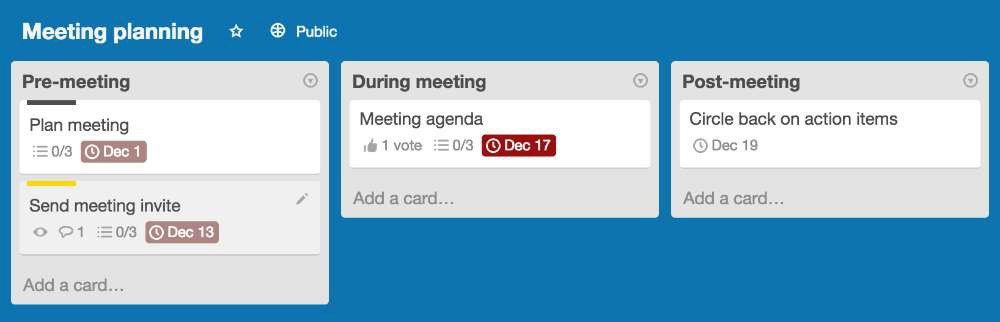 Meeting planning Public
Pre-meeting
Plan meeting
0/3 Dec 1
Send meeting invite
1 0/3 Dec 13
Add a card…
During meeting
Meeting agenda
1 vote 0/3 Dec 17
Add a card…
Post-meeting
Circle back on action items
Dec 19
Add a card…